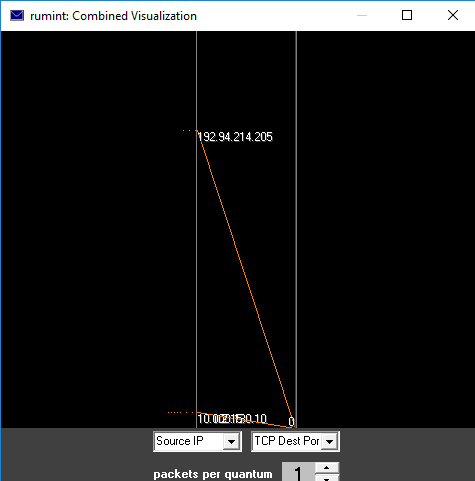 rumint: Combined Visualization
192.94.214.205
0
Source IP
TCP Dest Por
packets per quantum
1